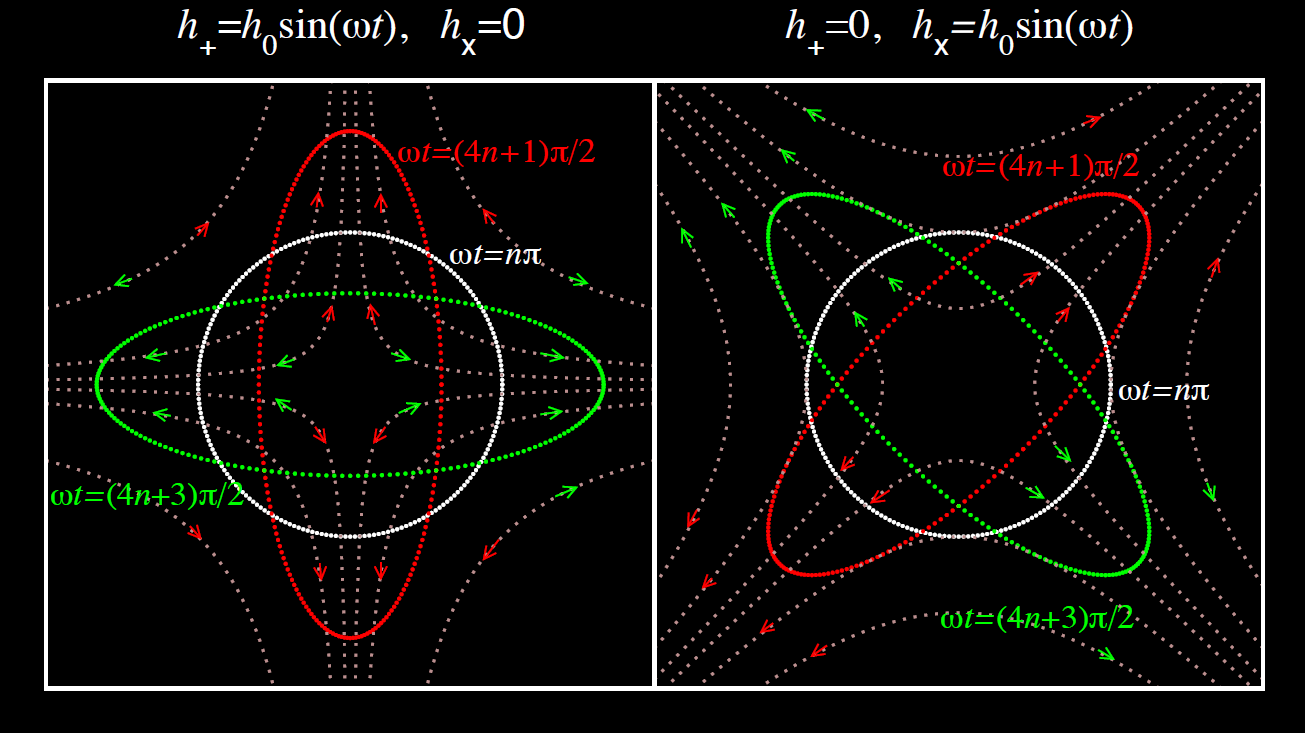 h₊=h₀sin(ωt), hₓ=0
h₊=0, hₓ=h₀sin(ωt)
ωt=(4n+1)π/2
ωt=nπ
ωt=(4n+3)π/2
ωt=(4n+1)π/2
ωt=nπ
ωt=(4n+3)π/2